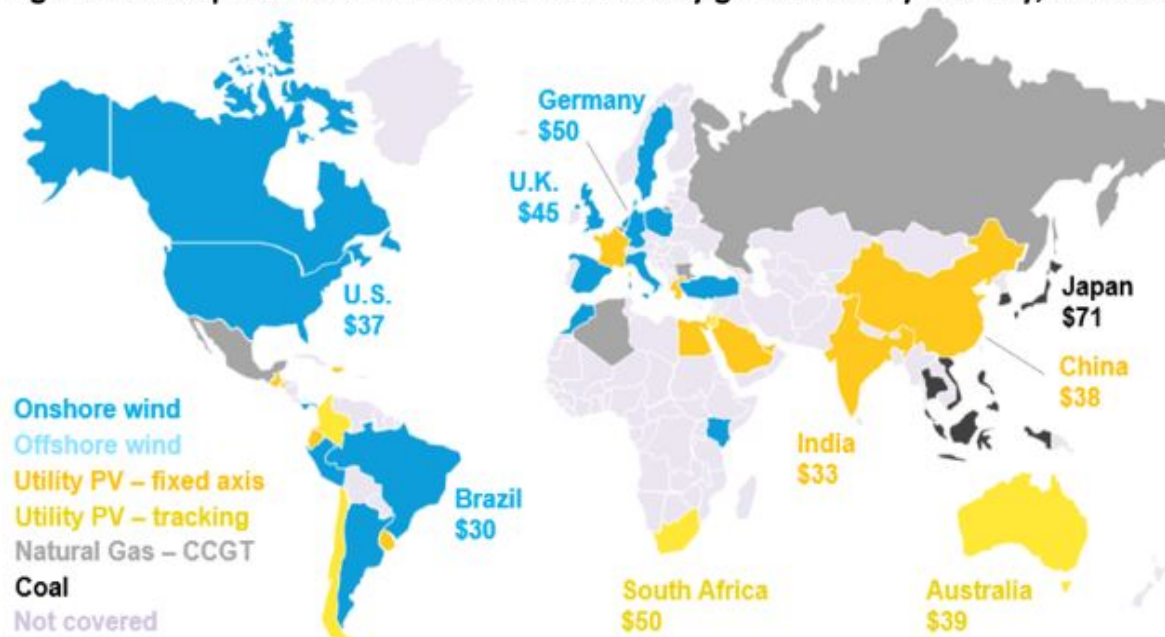 Germany
$50
U.K.
$45
U.S.
$37
Japan
$71
China
$38
India
$33
Brazil
$30
South Africa
$50
Australia
$39
Onshore wind
Offshore wind
Utility PV – fixed axis
Utility PV – tracking
Natural Gas – CCGT
Coal
Not covered